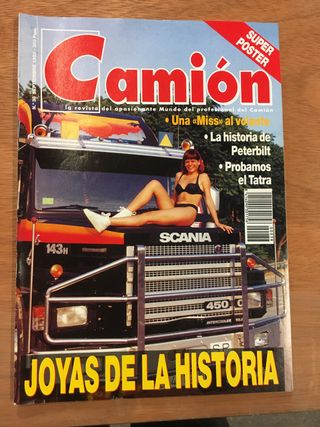 SUPER
POSTER
Camión
la revista del apasionante Mundo del profesional del Camión
• Una «Miss» al volante
• La historia de
Peterbilt
• Probamos
el Tatra
143H
SCANIA
450
INTERCOOLER
JOYAS DE LA HISTORIA